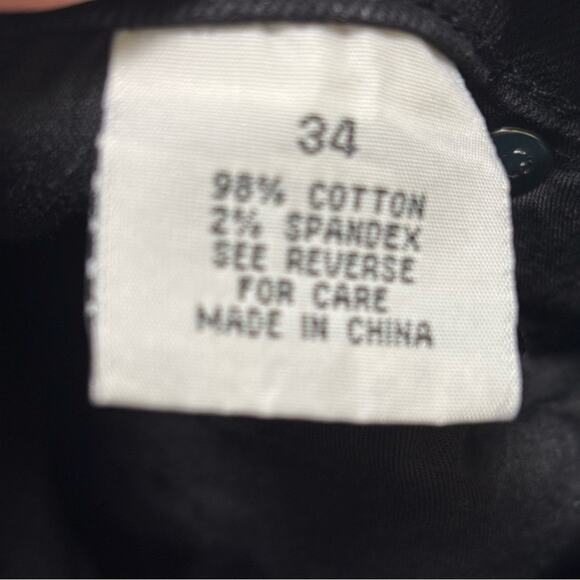 34
98% COTTON
2% SPANDEX
SEE REVERSE
FOR CARE
MADE IN CHINA